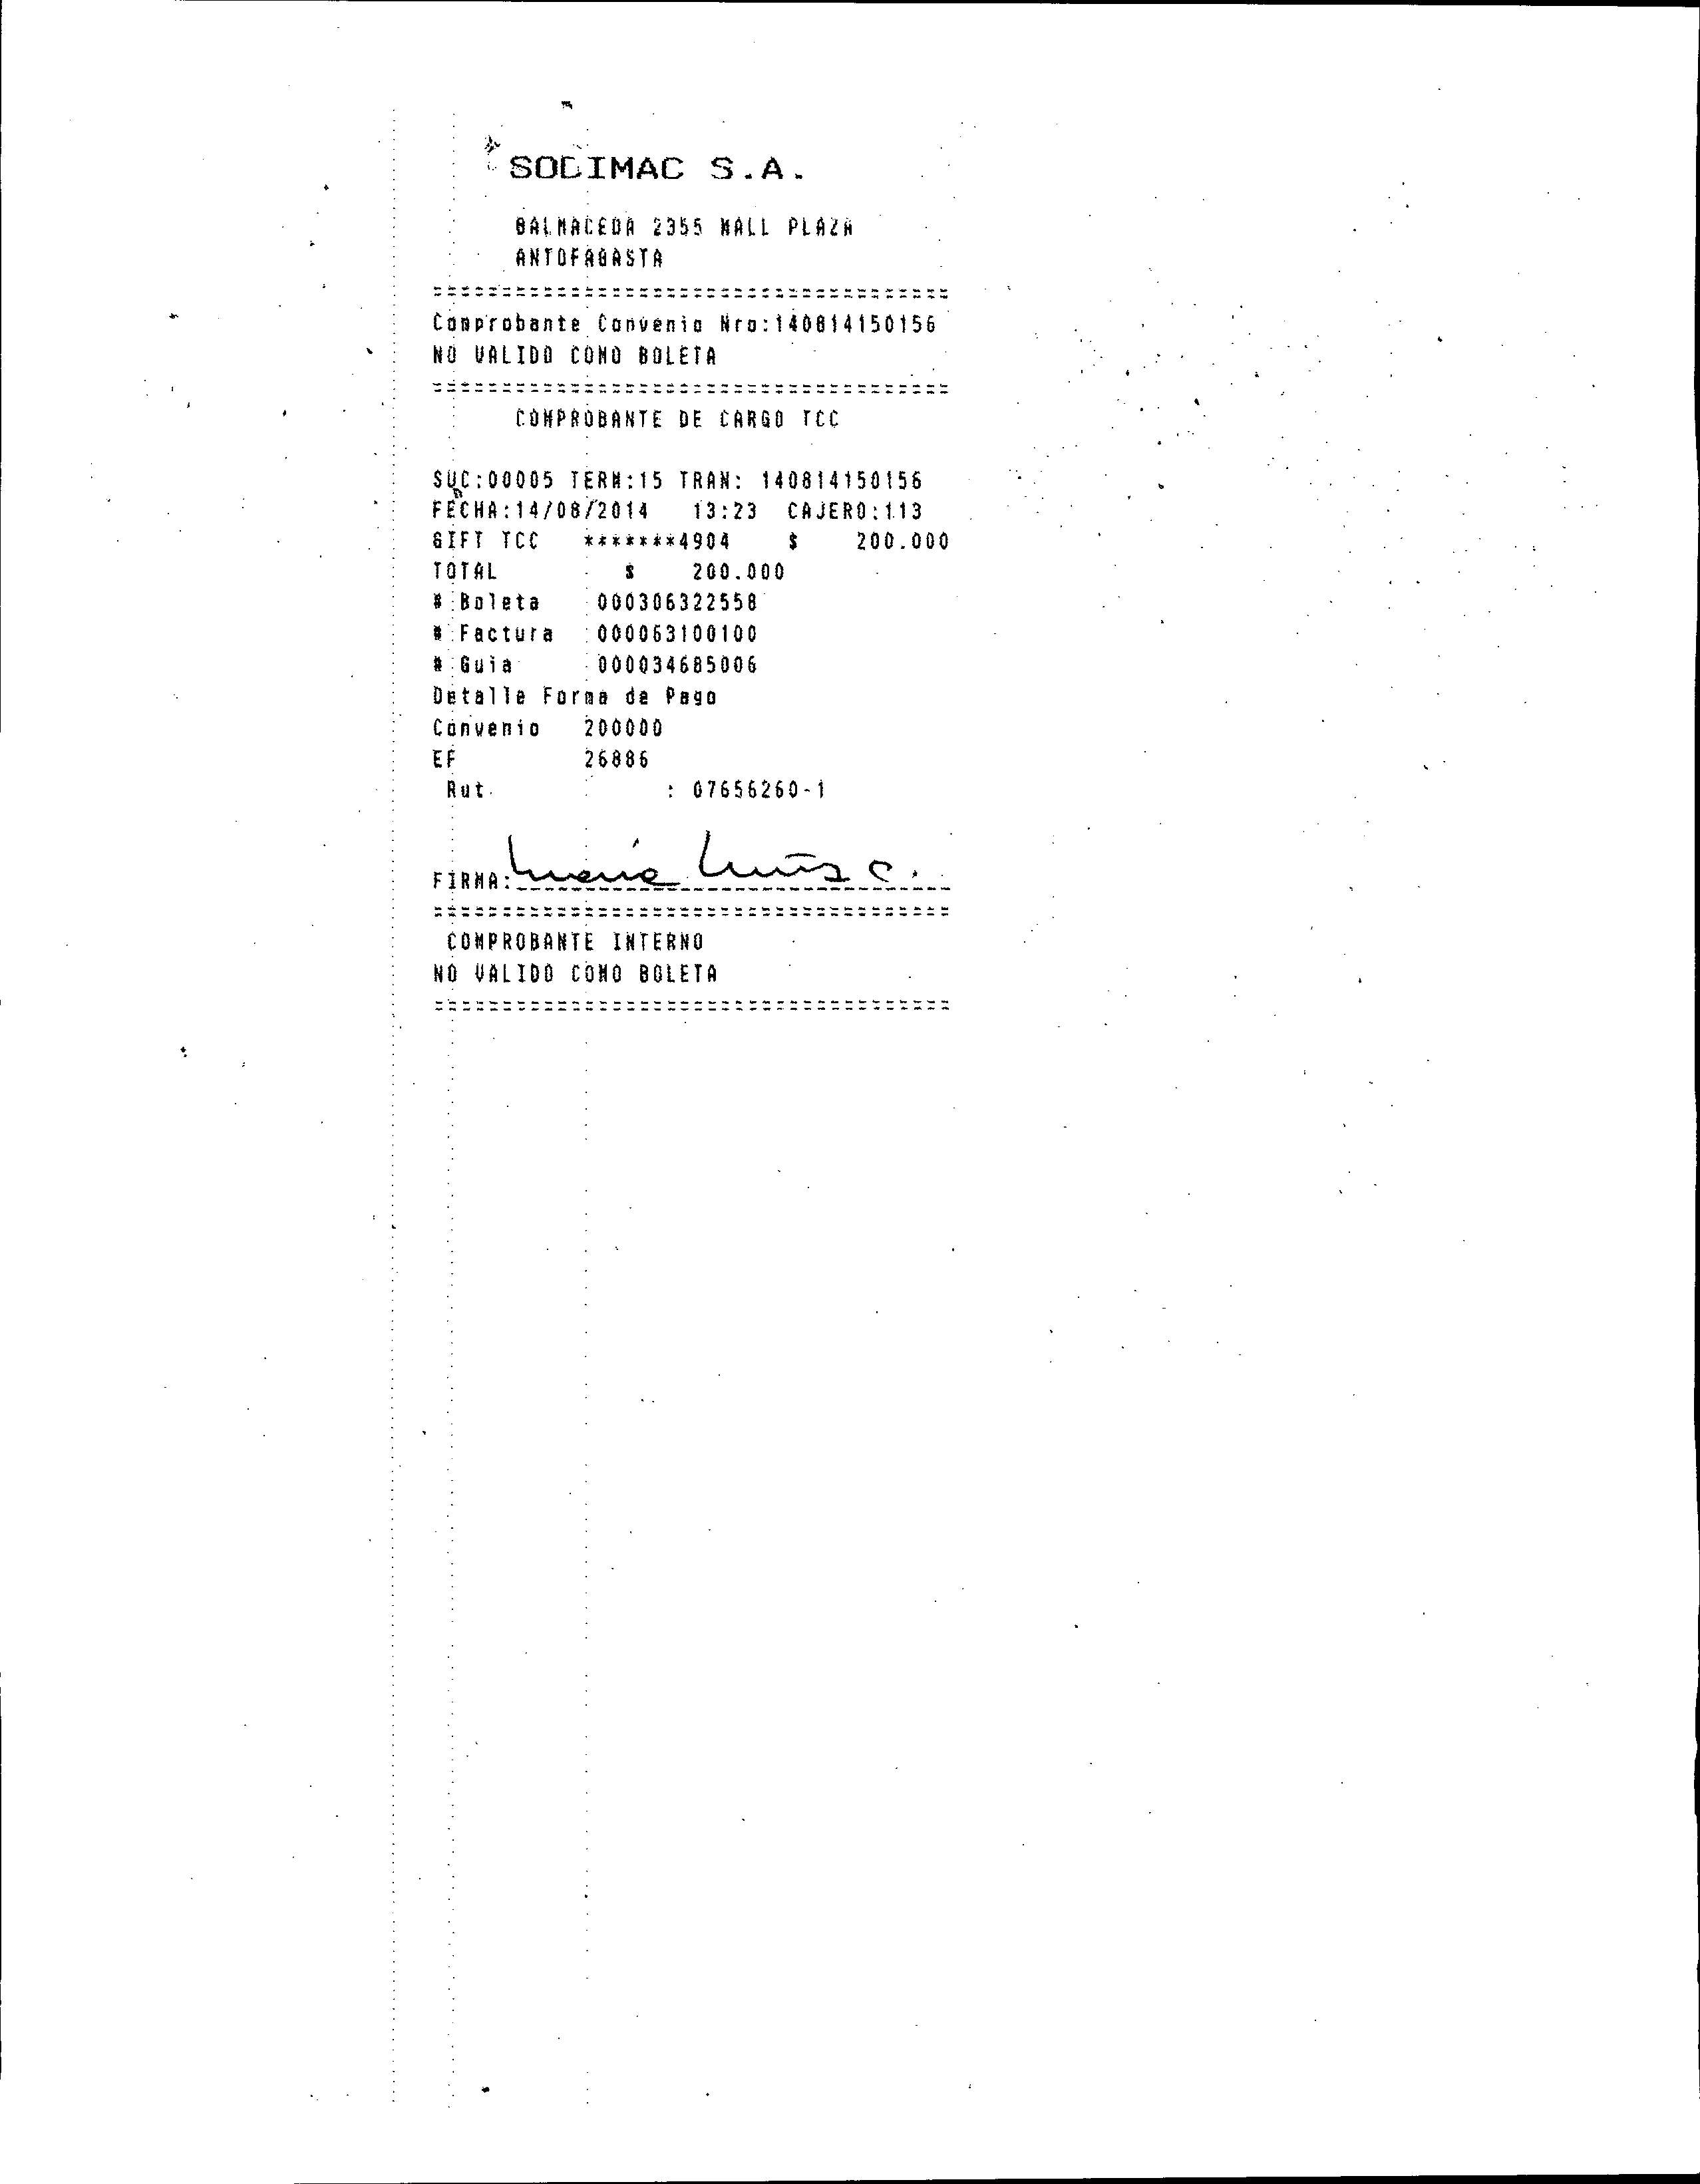 SODIMAC S.A.
BALMACEDA 2355 MALL PLAZA
ANTOFAGASTA
======================================
Comprobante Convenio Nro:140814150156
NO VALIDO COMO BOLETA
======================================
COMPROBANTE DE CARGO TCC
SUC:00005 TERM:15 TRAN: 140814150156
FECHA:14/08/2014 13:23 CAJERO:113
GIFT TCC *******4904 $ 200.000
TOTAL $ 200.000
# Boleta 000306322558
# Factura 000063100100
# Guia 000034685006
Detalle Forma de Pago
Convenio 200000
EF 26886
Rut : 07656260-1
FIRMA:
======================================
COMPROBANTE INTERNO
NO VALIDO COMO BOLETA
======================================